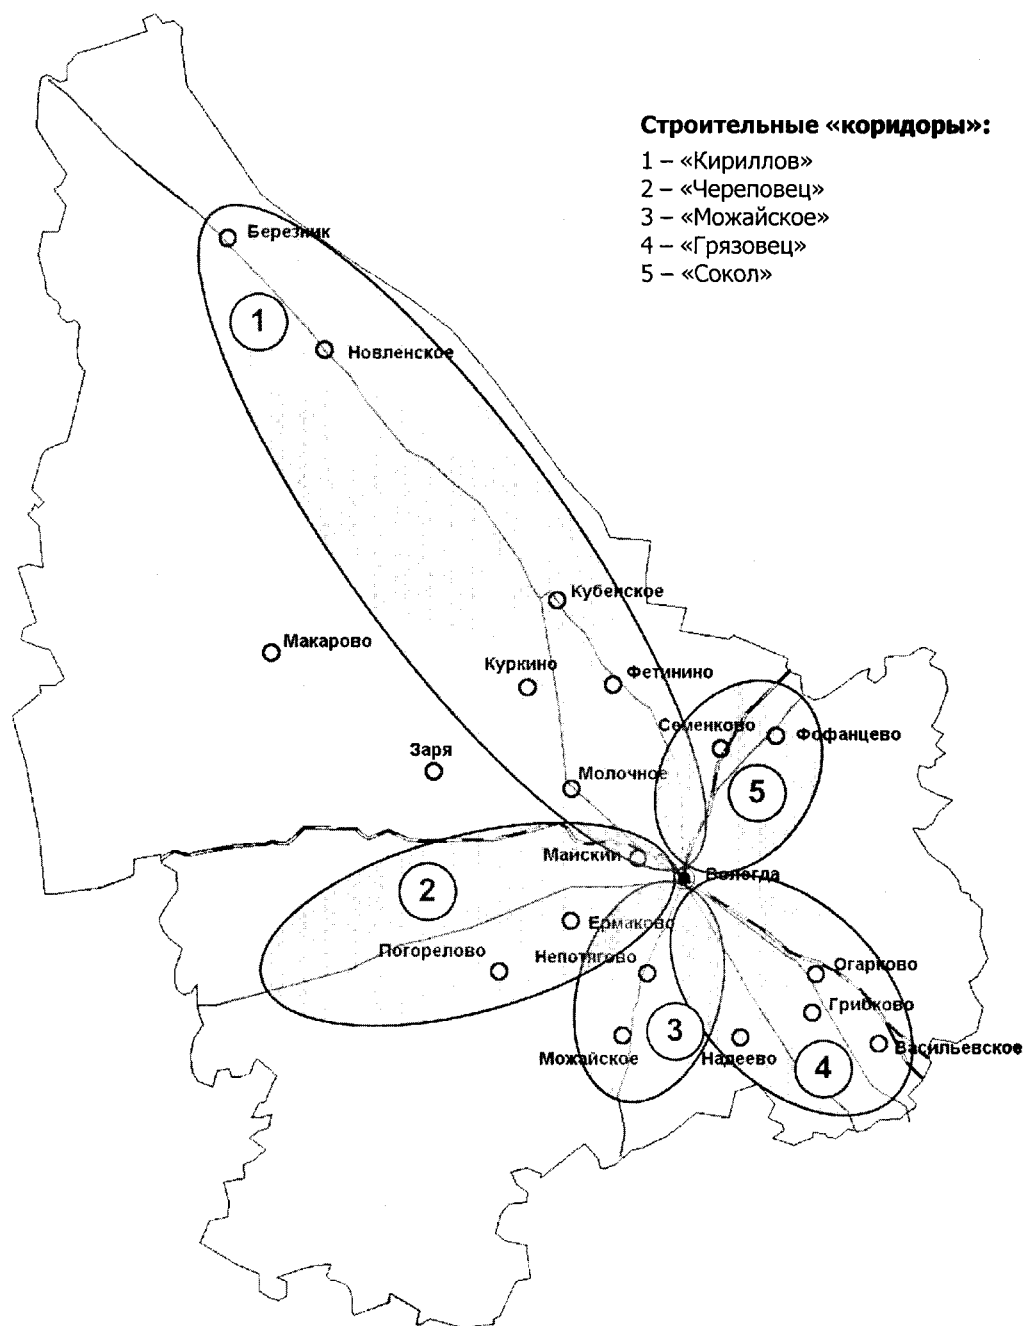 Строительные «коридоры»:
1 – «Кириллов»
2 – «Череповец»
3 – «Можайское»
4 – «Грязовец»
5 – «Сокол»
Березник
1
Новленское
Кубенское
Макарово
Куркино
Фетинино
Семенково
Фофанцево
Заря
Молочное
5
Майский
Вологда
2
Ермаково
Погорелово
Непотягово
Огарково
Грибково
3
Можайское
Надеево
Васильевское
4